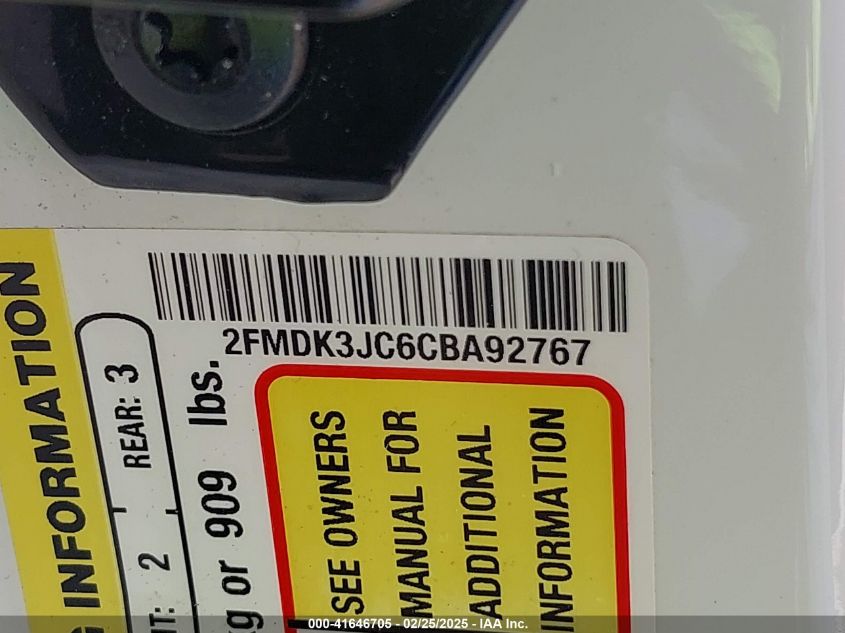 2FMDK3JC6CBA92767
INFORMATION
REAR: 3
2
or 909 lbs.
SEE OWNERS
MANUAL FOR
ADDITIONAL
INFORMATION
000-41646705 - 02/25/2025 - IAA Inc.